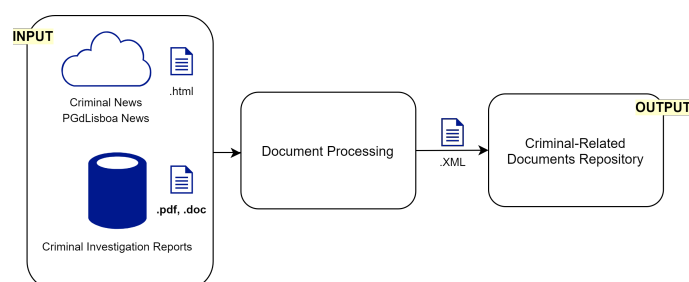 INPUT
.html
Criminal News
PGdLisboa News
.pdf, .doc
Criminal Investigation Reports
Document Processing
.XML
OUTPUT
Criminal-Related
Documents Repository